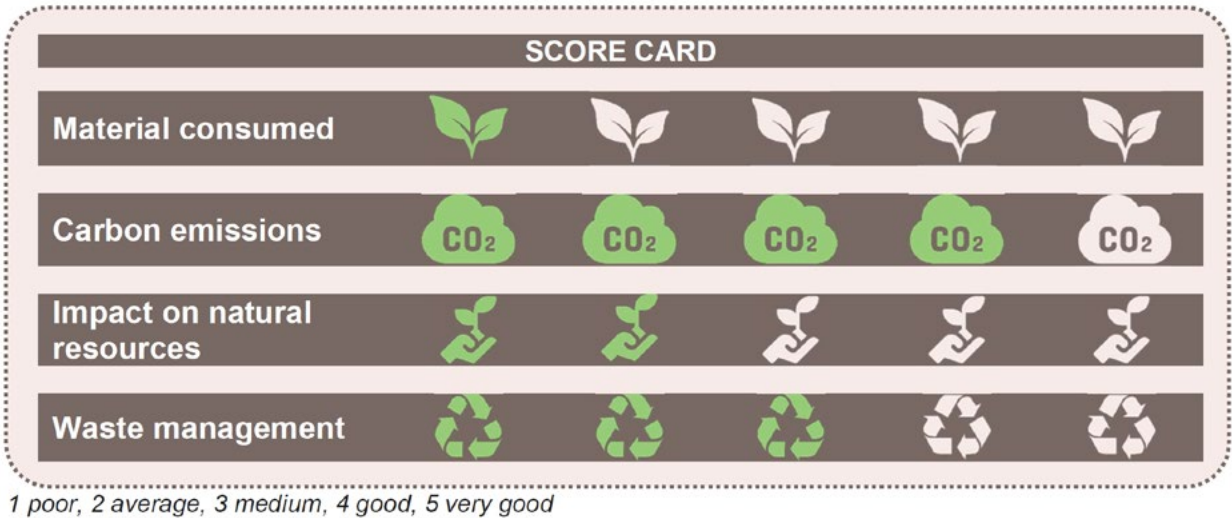 SCORE CARD
Material consumed
Carbon emissions
CO₂ CO₂ CO₂ CO₂ CO₂
Impact on natural
resources
Waste management
1 poor, 2 average, 3 medium, 4 good, 5 very good